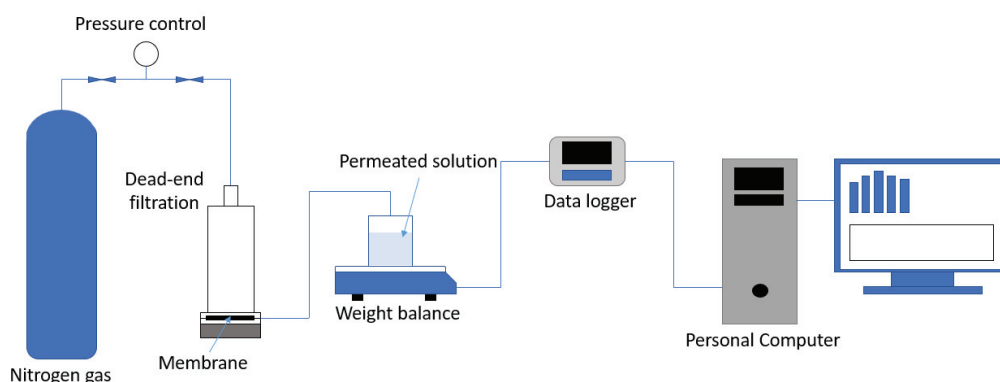 Pressure control
Permeated solution
Dead-end
filtration
Data logger
Weight balance
Personal Computer
Membrane
Nitrogen gas